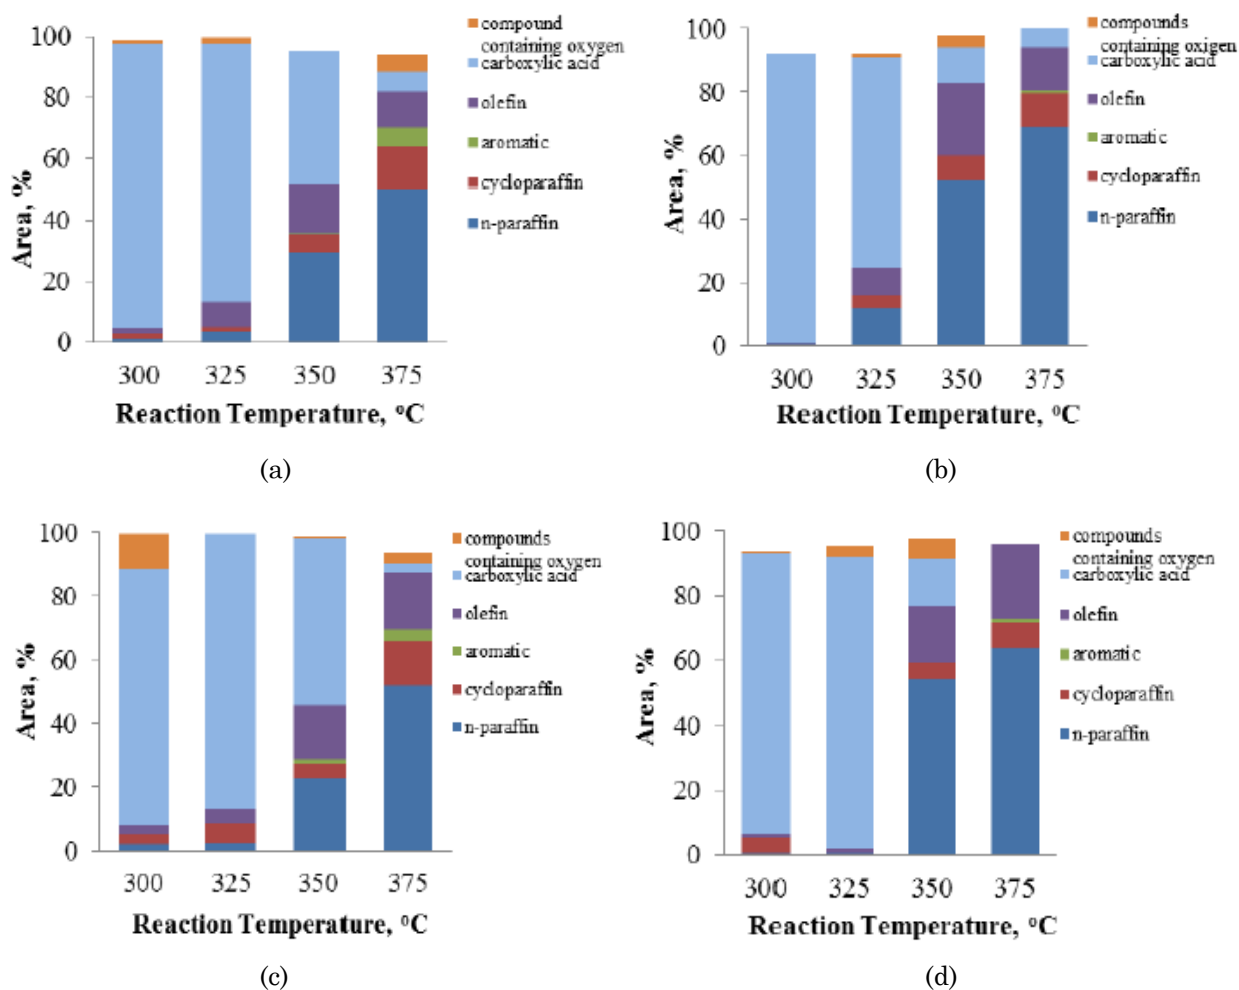 100
80
60
40
20
0
Area, %
300 325 350 375
Reaction Temperature, °C
compound
containing oxygen
carboxylic acid
olefin
aromatic
cycloparaffin
n-paraffin
(a)
100
80
60
40
20
0
Area, %
300 325 350 375
Reaction Temperature, °C
compounds
containing oxigen
carboxylic acid
olefin
aromatic
cycloparaffin
n-paraffin
(b)
100
80
60
40
20
0
Area, %
300 325 350 375
Reaction Temperature, °C
compounds
containing oxygen
carboxylic acid
olefin
aromatic
cycloparaffin
n-paraffin
(c)
100
80
60
40
20
0
Area, %
300 325 350 375
Reaction Temperature, °C
compounds
containing oxygen
carboxylic acid
olefin
aromatic
cycloparaffin
n-paraffin
(d)